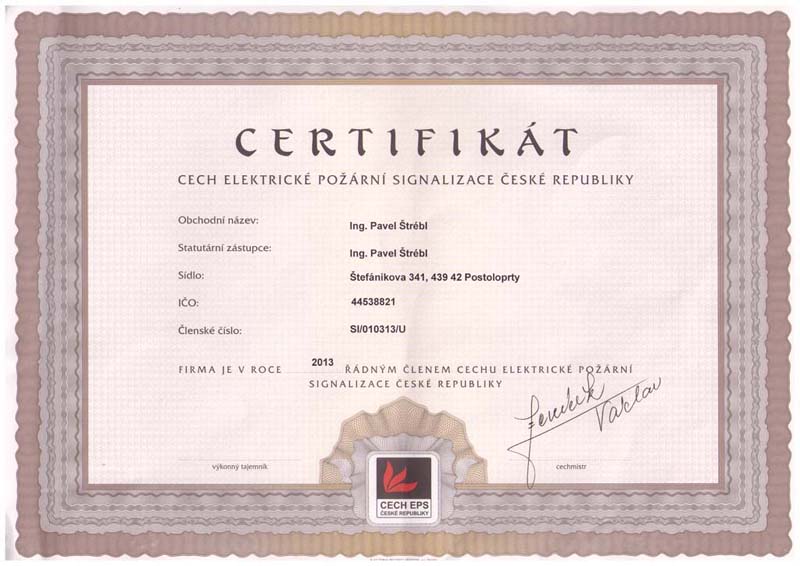 CERTIFIKÁT
CECH ELEKTRICKÉ POŽÁRNÍ SIGNALIZACE ČESKÉ REPUBLIKY
Obchodní název: Ing. Pavel Štrébl
Statutární zástupce: Ing. Pavel Štrébl
Sídlo: Štefánikova 341, 439 42 Postoloprty
IČO: 44538821
Členské číslo: SI/010313/U
FIRMA JE V ROCE 2013 ŘÁDNÝM ČLENEM CECHU ELEKTRICKÉ POŽÁRNÍ
SIGNALIZACE ČESKÉ REPUBLIKY
Václav
výkonný tajemník
cechmistr
CECH EPS
ČESKÉ REPUBLIKY